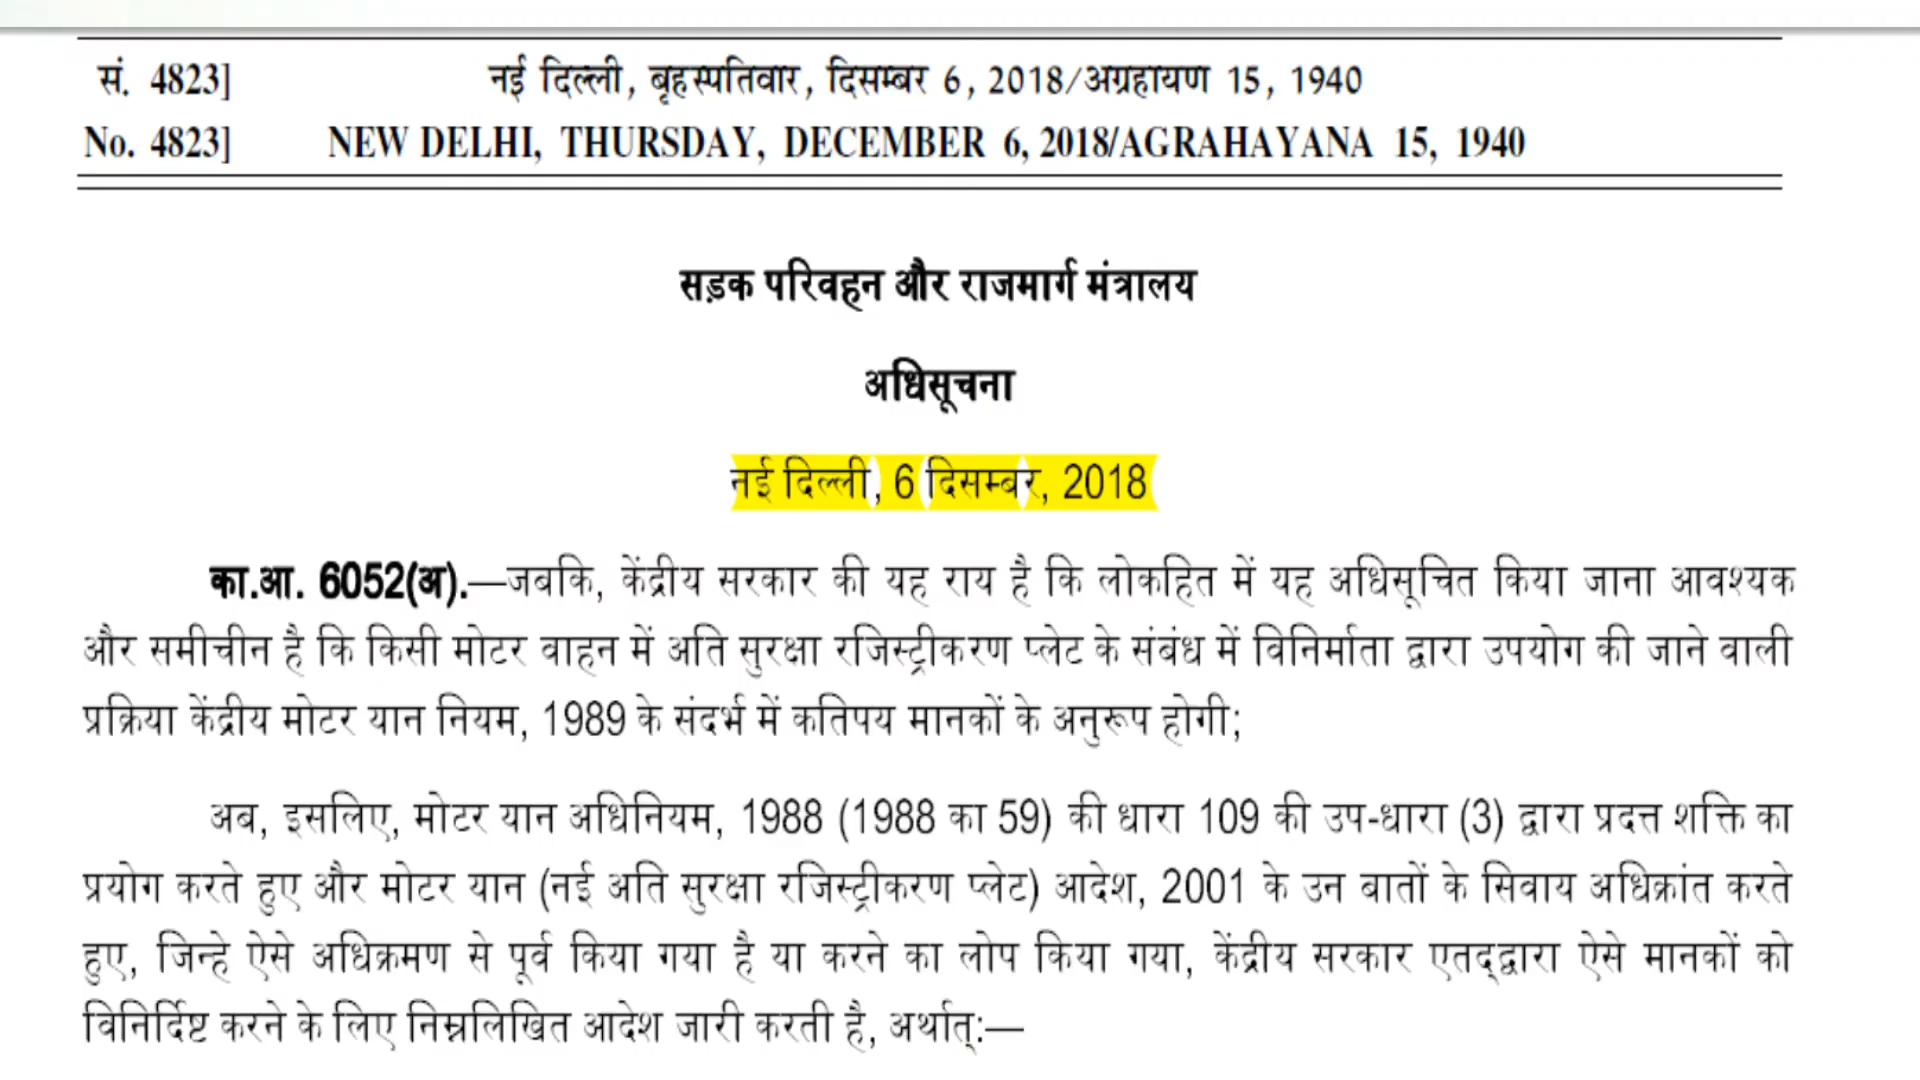 सं. 4823] नई दिल्ली, बृहस्पतिवार, दिसम्बर 6, 2018/अग्रहायण 15, 1940
No. 4823] NEW DELHI, THURSDAY, DECEMBER 6, 2018/AGRAHAYANA 15, 1940
सड़क परिवहन और राजमार्ग मंत्रालय
अधिसूचना
नई दिल्ली, 6 दिसम्बर, 2018
का.आ. 6052(अ).—जबकि, केंद्रीय सरकार की यह राय है कि लोकहित में यह अधिसूचित किया जाना आवश्यक
और समीचीन है कि किसी मोटर वाहन में अति सुरक्षा रजिस्ट्रीकरण प्लेट के संबंध में विनिर्माता द्वारा उपयोग की जाने वाली
प्रक्रिया केंद्रीय मोटर यान नियम, 1989 के संदर्भ में कतिपय मानकों के अनुरूप होगी;
अब, इसलिए, मोटर यान अधिनियम, 1988 (1988 का 59) की धारा 109 की उप-धारा (3) द्वारा प्रदत्त शक्ति का
प्रयोग करते हुए और मोटर यान (नई अति सुरक्षा रजिस्ट्रीकरण प्लेट) आदेश, 2001 के उन बातों के सिवाय अधिक्रांत करते
हुए, जिन्हे ऐसे अधिक्रमण से पूर्व किया गया है या करने का लोप किया गया, केंद्रीय सरकार एतद्द्वारा ऐसे मानकों को
विनिर्दिष्ट करने के लिए निम्नलिखित आदेश जारी करती है, अर्थात्:—